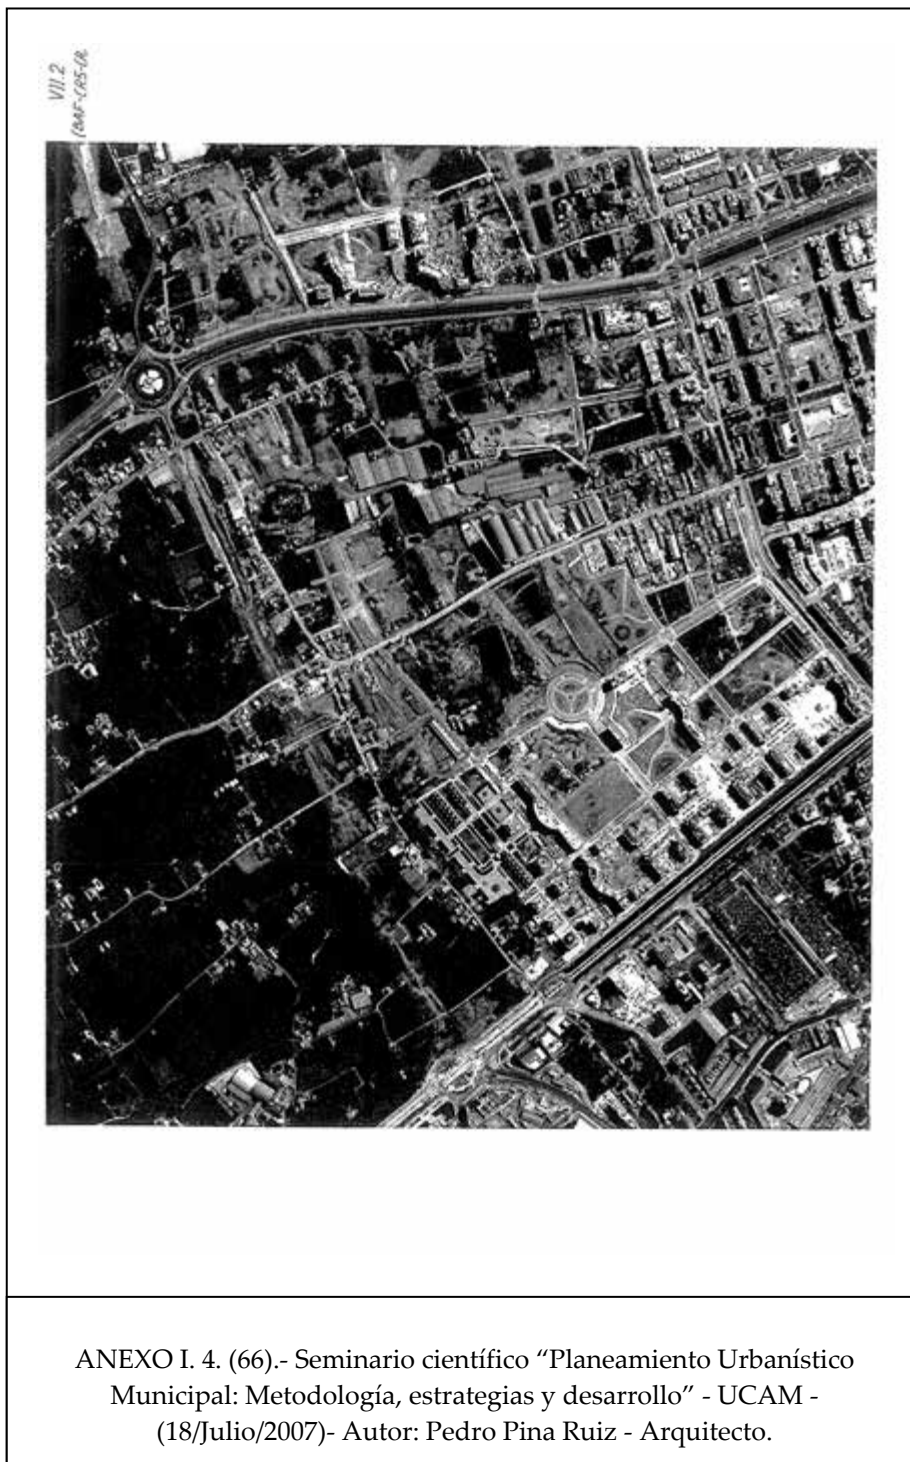 VII.2
ANEXO I. 4. (66).- Seminario científico “Planeamiento Urbanístico
Municipal: Metodología, estrategias y desarrollo” - UCAM -
(18/Julio/2007)- Autor: Pedro Pina Ruiz - Arquitecto.